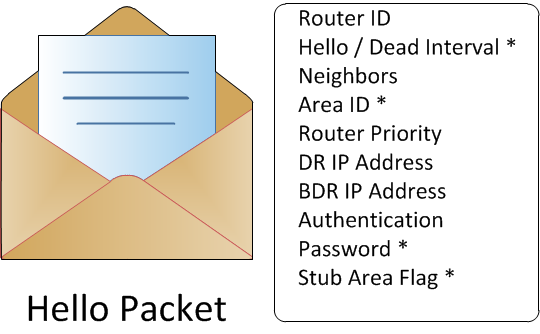 Router ID
Hello / Dead Interval *
Neighbors
Area ID *
Router Priority
DR IP Address
BDR IP Address
Authentication
Password *
Stub Area Flag *
Hello Packet